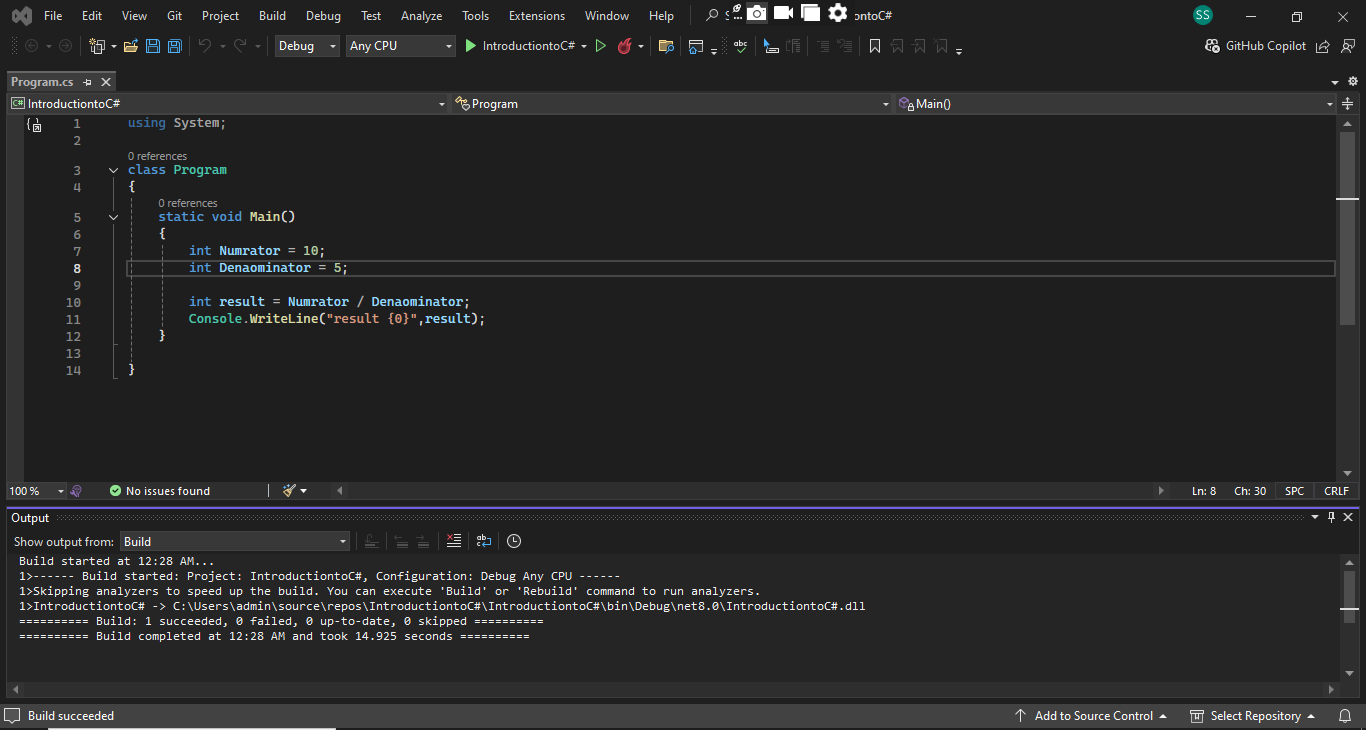 File Edit View Git Project Build Debug Test Analyze Tools Extensions Window Help ontoC# SS
Debug Any CPU IntroductiontoC# GitHub Copilot
Program.cs
C# IntroductiontoC# Program Main()
1 using System;
2
0 references
3 class Program
4 {
0 references
5 static void Main()
6 {
7 int Numrator = 10;
8 int Denaominator = 5;
9
10 int result = Numrator / Denaominator;
11 Console.WriteLine("result {0}",result);
12 }
13
14 }
100 % No issues found Ln: 8 Ch: 30 SPC CRLF
Output
Show output from: Build
Build started at 12:28 AM...
1>------ Build started: Project: IntroductiontoC#, Configuration: Debug Any CPU ------
1>Skipping analyzers to speed up the build. You can execute 'Build' or 'Rebuild' command to run analyzers.
1>IntroductiontoC# -> C:\Users\admin\source\repos\IntroductiontoC#\IntroductiontoC#\bin\Debug\net8.0\IntroductiontoC#.dll
========== Build: 1 succeeded, 0 failed, 0 up-to-date, 0 skipped ==========
========== Build completed at 12:28 AM and took 14.925 seconds ==========
Build succeeded Add to Source Control Select Repository